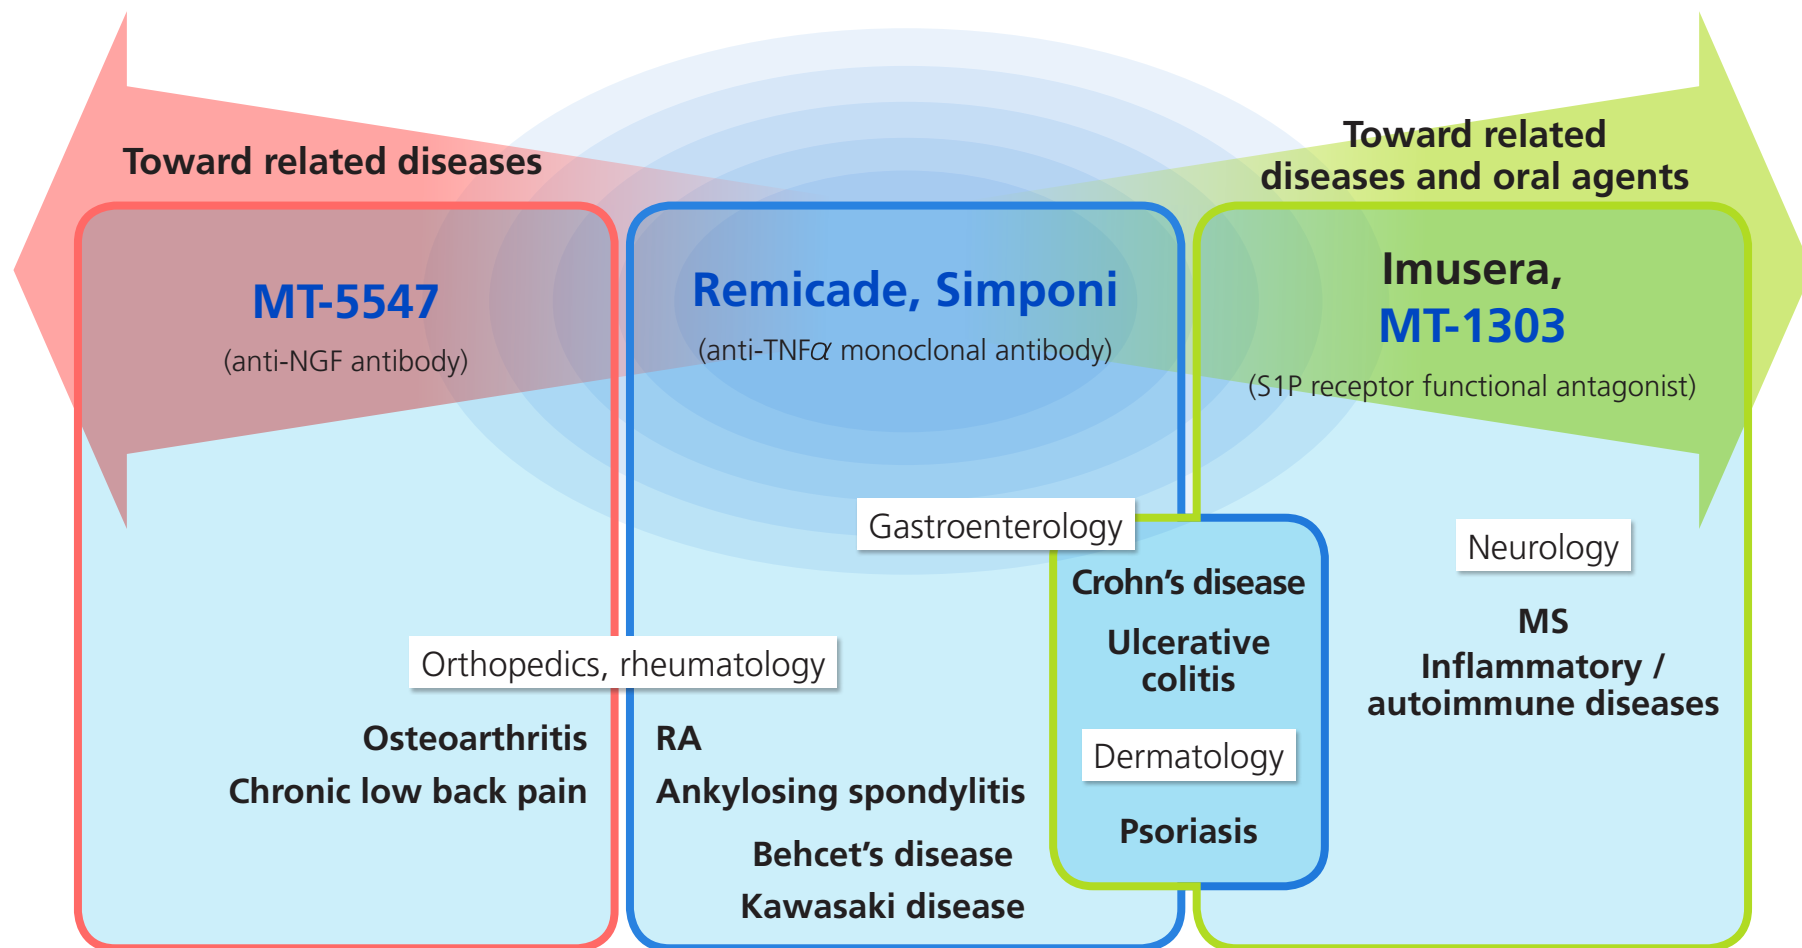 Toward related diseases
Toward related
diseases and oral agents
MT-5547
(anti-NGF antibody)
Remicade, Simponi
(anti-TNFα monoclonal antibody)
Imusera,
MT-1303
(S1P receptor functional antagonist)
Orthopedics, rheumatology
Osteoarthritis
Chronic low back pain
RA
Ankylosing spondylitis
Behcet’s disease
Kawasaki disease
Gastroenterology
Crohn’s disease
Ulcerative
colitis
Dermatology
Psoriasis
Neurology
MS
Inflammatory /
autoimmune diseases